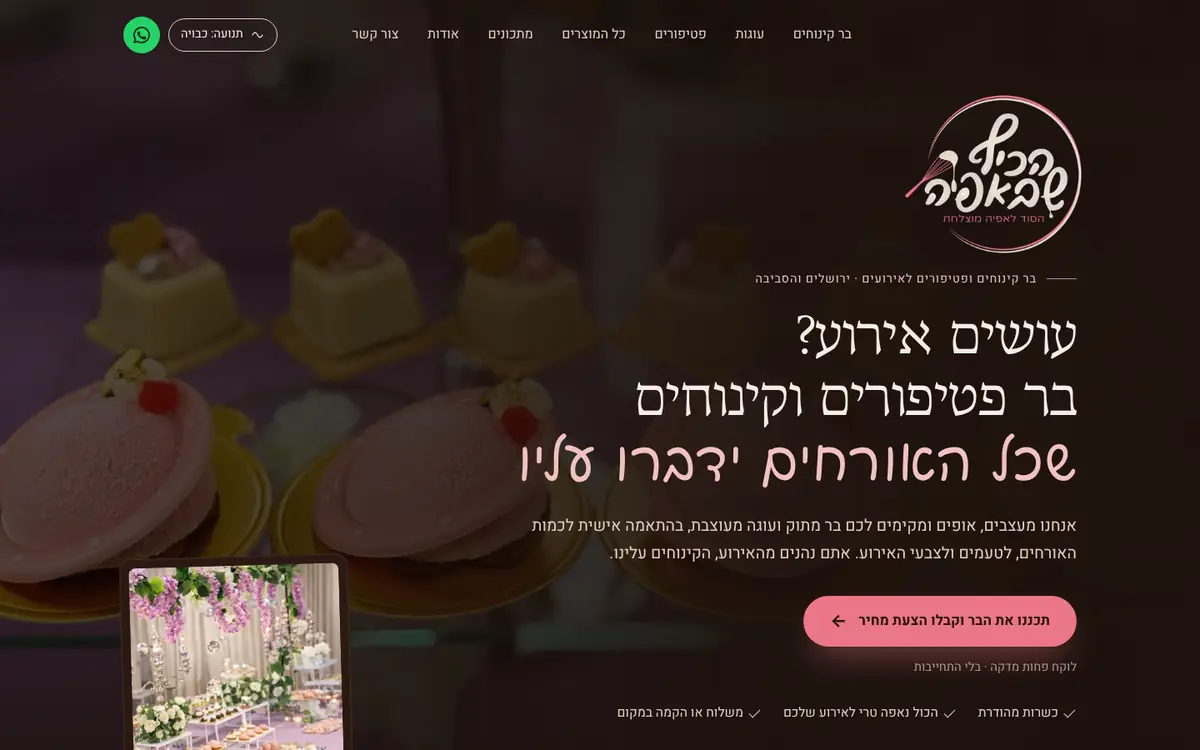 בר קינוחים
עוגות
פטיפורים
כל המוצרים
מתכונים
אודות
צור קשר
תנועה: כבויה
הכיף
שבאפיה
הסוד לאפיה מוצלחת
בר קינוחים ופטיפורים לאירועים · ירושלים והסביבה
עושים אירוע?
בר פטיפורים וקינוחים
שכל האורחים ידברו עליו
אנחנו מעצבים, אופים ומקימים לכם בר מתוק ועוגה מעוצבת, בהתאמה אישית לכמות
האורחים, לטעמים ולצבעי האירוע. אתם נהנים מהאירוע, הקינוחים עלינו.
תכננו את הבר וקבלו הצעת מחיר
לוקח פחות מדקה · בלי התחייבות
כשרות מהודרת
הכול נאפה טרי לאירוע שלכם
משלוח או הקמה במקום